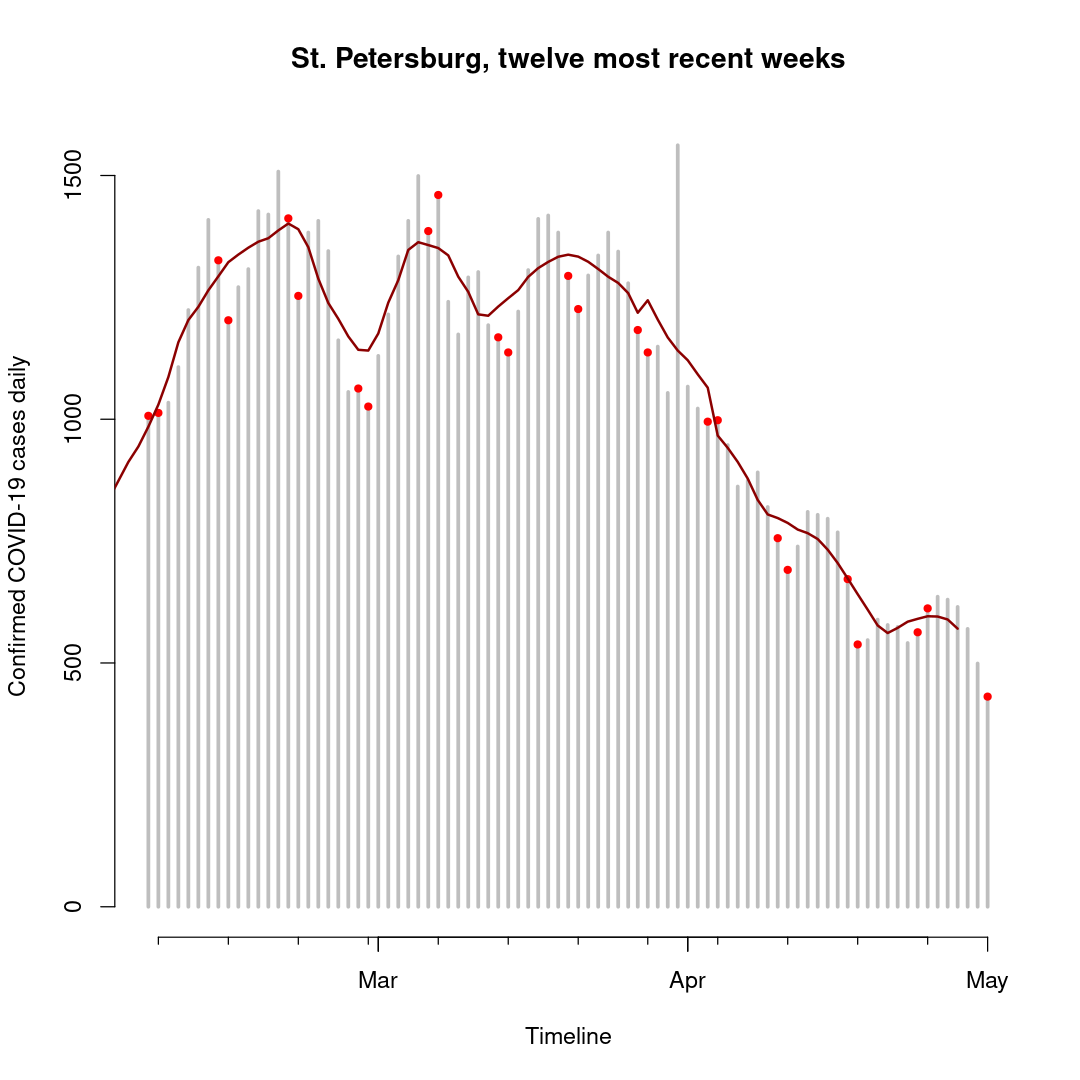 St. Petersburg, twelve most recent weeks
Confirmed COVID-19 cases daily
1500
1000
500
0
Mar
Apr
May
Timeline